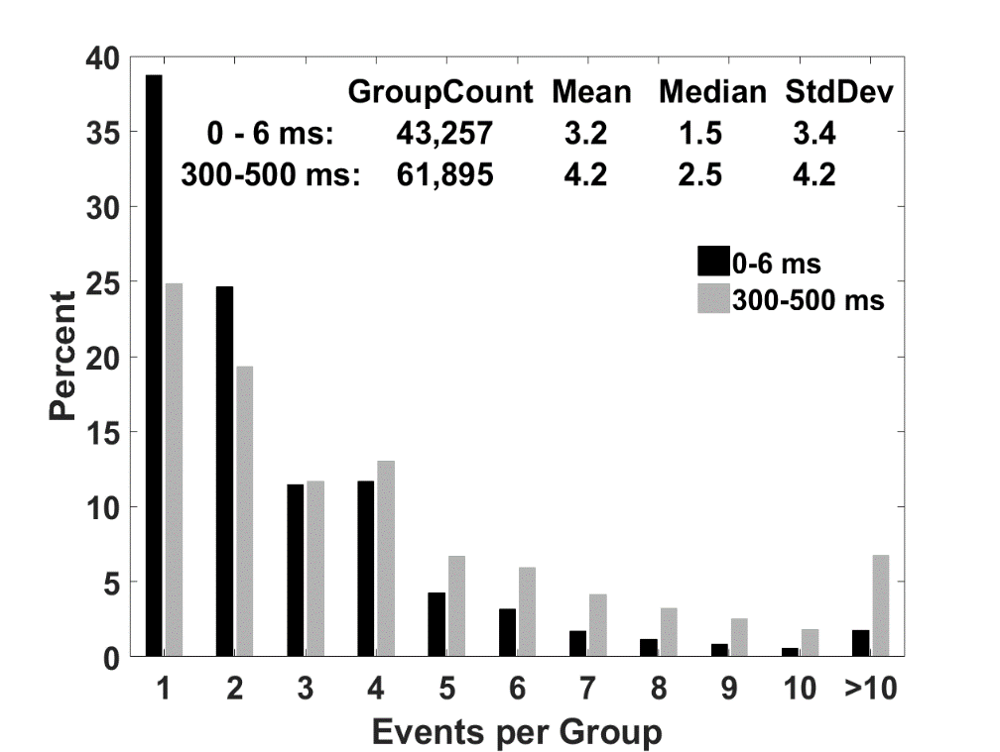 GroupCount Mean Median StdDev
0 - 6 ms: 43,257 3.2 1.5 3.4
300-500 ms: 61,895 4.2 2.5 4.2
0-6 ms
300-500 ms
Percent
40
35
30
25
20
15
10
5
0
1 2 3 4 5 6 7 8 9 10 >10
Events per Group